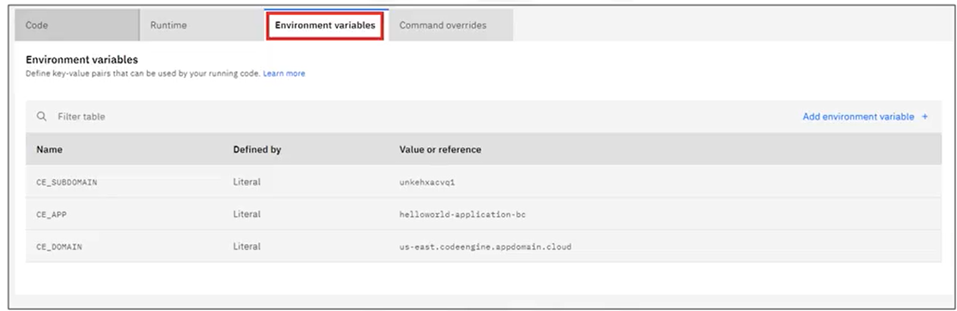 Code Runtime Environment variables Command overrides
Environment variables
Define key-value pairs that can be used by your running code. Learn more
Filter table Add environment variable +
Name Defined by Value or reference
CE_SUBDOMAIN Literal unkehxacvq1
CE_APP Literal helloworld-application-bc
CE_DOMAIN Literal us-east.codeengine.appdomain.cloud